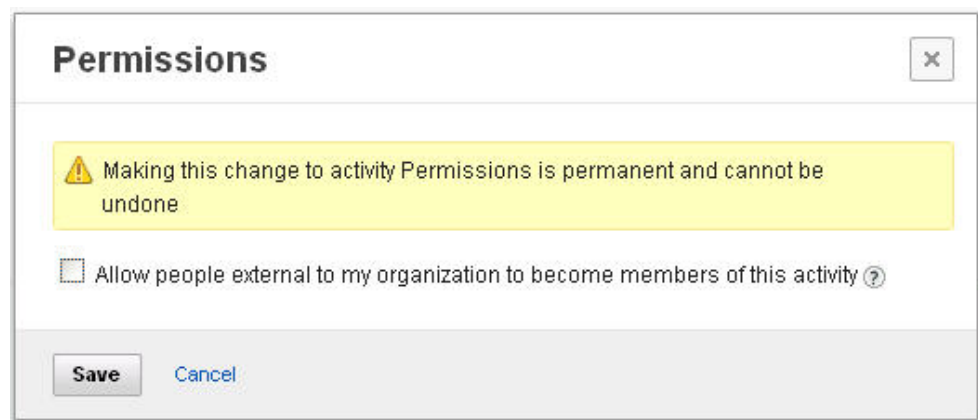 Permissions
Making this change to activity Permissions is permanent and cannot be
undone
Allow people external to my organization to become members of this activity ?
Save Cancel